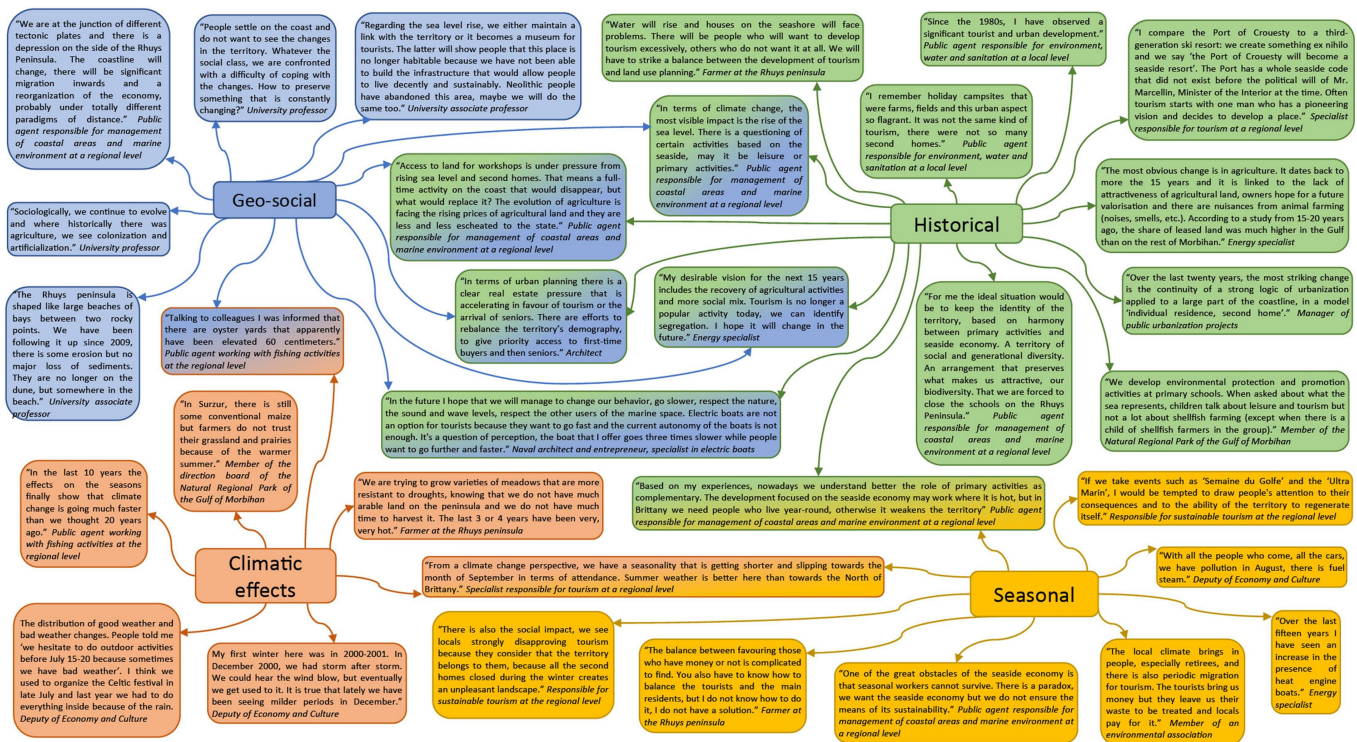 "We are at the junction of different
tectonic plates and there is a
depression on the side of the Rhuys
Peninsula. The coastline will
change, there will be significant
migration inwards and a
reorganization of the economy,
probably under totally different
paradigms of distance." Public
agent responsible for management
of coastal areas and marine
environment at a regional level
"People settle on the coast and
do not want to see the changes
in the territory. Whatever the
social class, we are confronted
with a difficulty of coping with
the changes. How to preserve
something that is constantly
changing?" University professor
"Regarding the sea level rise, we either maintain a
link with the territory or it becomes a museum for
tourists. The latter will show people that this place is
no longer habitable because we have not been able
to build the infrastructure that would allow people
to live decently and sustainably. Neolithic people
have abandoned this area, maybe we will do the
same too." University associate professor
"Water will rise and houses on the seashore will face
problems. There will be people who will want to develop
tourism excessively, others who do not want it at all. We will
have to strike a balance between the development of tourism
and land use planning." Farmer at the Rhuys peninsula
"Since the 1980s, I have observed a
significant tourist and urban development."
Public agent responsible for environment,
water and sanitation at a local level
"I compare the Port of Crouesty to a third-
generation ski resort: we create something ex nihilo
and we say 'the Port of Crouesty will become a
seaside resort'. The Port has a whole seaside code
that did not exist before the political will of Mr.
Marcellin, Minister of the Interior at the time. Often
tourism starts with one man who has a pioneering
vision and decides to develop a place." Specialist
responsible for tourism at a regional level
"I remember holiday campsites that
were farms, fields and this urban aspect
so flagrant. It was not the same kind of
tourism, there were not so many
second homes." Public agent
responsible for environment, water and
sanitation at a local level
"In terms of climate change, the
most visible impact is the rise of the
sea level. There is a questioning of
certain activities based on the
seaside, may it be leisure or
primary activities." Public agent
responsible for management of
coastal areas and marine
environment at a regional level
"Access to land for workshops is under pressure from
rising sea level and second homes. That means a full-
time activity on the coast that would disappear, but
what would replace it? The evolution of agriculture is
facing the rising prices of agricultural land and they are
less and less escheated to the state." Public agent
responsible for management of coastal areas and
marine environment at a regional level
Geo-social
Historical
"The most obvious change is in agriculture. It dates back
to more the 15 years and it is linked to the lack of
attractiveness of agricultural land, owners hope for a future
valorisation and there are nuisances from animal farming
(noises, smells, etc.). According to a study from 15-20 years
ago, the share of leased land was much higher in the Gulf
than on the rest of Morbihan." Energy specialist
"Sociologically, we continue to evolve
and where historically there was
agriculture, we see colonization and
artificialization." University professor
"Over the last twenty years, the most striking change
is the continuity of a strong logic of urbanization
applied to a large part of the coastline, in a model
'individual residence, second home'." Manager of
public urbanization projects
"The Rhuys peninsula is
shaped like large beaches of
bays between two rocky
points. We have been
following it up since 2009,
there is some erosion but no
major loss of sediments.
They are no longer on the
dune, but somewhere in the
beach." University associate
professor
"Talking to colleagues I was informed that
there are oyster yards that apparently
have been elevated 60 centimeters."
Public agent working with fishing activities
at the regional level
"In terms of urban planning there is a
clear real estate pressure that is
accelerating in favour of tourism or the
arrival of seniors. There are efforts to
rebalance the territory's demography,
to give priority access to first-time
buyers and then seniors." Architect
"My desirable vision for the next 15 years
includes the recovery of agricultural activities
and more social mix. Tourism is no longer a
popular activity today, we can identify
segregation. I hope it will change in the
future." Energy specialist
"For me the ideal situation would
be to keep the identity of the
territory, based on harmony
between primary activities and
seaside economy. A territory of
social and generational diversity.
An arrangement that preserves
what makes us attractive, our
biodiversity. That we are forced to
close the schools on the Rhuys
Peninsula." Public agent
responsible for management of
coastal areas and marine
environment at a regional level
"We develop environmental protection and promotion
activities at primary schools. When asked about what the
sea represents, children talk about leisure and tourism but
not a lot about shellfish farming (except when there is a
child of shellfish farmers in the group)." Member of the
Natural Regional Park of the Gulf of Morbihan
"In the future I hope that we will manage to change our behavior, go slower, respect the nature,
the sound and wave levels, respect the other users of the marine space. Electric boats are not
an option for tourists because they want to go fast and the current autonomy of the boats is
not enough. It's a question of perception, the boat that I offer goes three times slower while people
want to go further and faster." Naval architect and entrepreneur, specialist in electric boats
"In Surzur, there is still
some conventional maize
but farmers do not trust
their grassland and prairies
because of the warmer
summer." Member of the
direction board of the
Natural Regional Park of
the Gulf of Morbihan
"In the last 10 years the
effects on the seasons
finally show that climate
change is going much faster
than we thought 20 years
ago." Public agent working
with fishing activities at the
regional level
"We are trying to grow varieties of meadows that are more
resistant to droughts, knowing that we do not have much
arable land on the peninsula and we do not have much
time to harvest it. The last 3 or 4 years have been very,
very hot." Farmer at the Rhuys peninsula
"Based on my experiences, nowadays we understand better the role of primary activities as
complementary. The development focused on the seaside economy may work where it is hot, but in
Brittany we need people who live year-round, otherwise it weakens the territory" Public agent
responsible for management of coastal areas and marine environment at a regional level
"If we take events such as 'Semaine du Golfe' and the 'Ultra
Marin', I would be tempted to draw people's attention to their
consequences and to the ability of the territory to regenerate
itself." Responsible for sustainable tourism at the regional level
Climatic
effects
"From a climate change perspective, we have a seasonality that is getting shorter and slipping towards the
month of September in terms of attendance. Summer weather is better here than towards the North of
Brittany." Specialist responsible for tourism at a regional level
Seasonal
"With all the people who come, all the cars,
we have pollution in August, there is fuel
steam." Deputy of Economy and Culture
The distribution of good weather and
bad weather changes. People told me
'we hesitate to do outdoor activities
before July 15-20 because sometimes
we have bad weather'. I think we
used to organize the Celtic festival in
late July and last year we had to do
everything inside because of the rain.
Deputy of Economy and Culture
My first winter here was in 2000-2001. In
December 2000, we had storm after storm.
We could hear the wind blow, but eventually
we get used to it. It is true that lately we have
been seeing milder periods in December."
Deputy of Economy and Culture
"There is also the social impact, we see
locals strongly disapproving tourism
because they consider that the territory
belongs to them, because all the second
homes closed during the winter creates
an unpleasant landscape." Responsible for
sustainable tourism at the regional level
"The balance between favouring those
who have money or not is complicated
to find. You also have to know how to
balance the tourists and the main
residents, but I do not know how to do
it, I do not have a solution." Farmer at
the Rhuys peninsula
"One of the great obstacles of the seaside economy is
that seasonal workers cannot survive. There is a paradox,
we want the seaside economy but we do not ensure the
means of its sustainability." Public agent responsible for
management of coastal areas and marine environment at
a regional level
"The local climate brings in
people, especially retirees, and
there is also periodic migration
for tourism. The tourists bring us
money but they leave us their
waste to be treated and locals
pay for it." Member of an
environmental association
"Over the last
fifteen years I
have seen an
increase in the
presence of
heat engine
boats." Energy
specialist